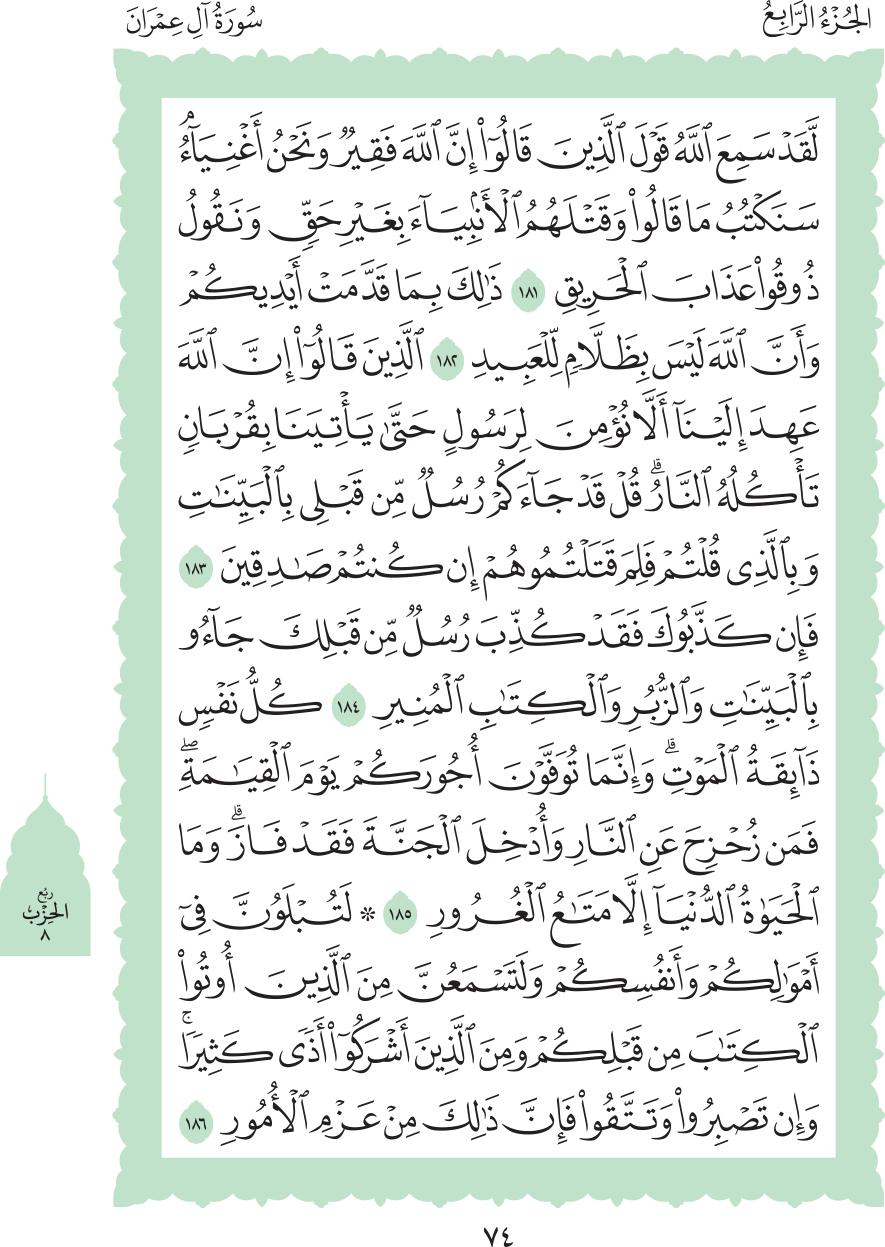 الجُزْءُ الرَّابِعُ
سُورَةُ آلِ عِمْرَانَ
لَّقَدْ سَمِعَ ٱللَّهُ قَوْلَ ٱلَّذِينَ قَالُوٓا۟ إِنَّ ٱللَّهَ فَقِيرٌ وَنَحْنُ أَغْنِيَآءُ ۘ
سَنَكْتُبُ مَا قَالُوا۟ وَقَتْلَهُمُ ٱلْأَنۢبِيَآءَ بِغَيْرِ حَقٍّ وَنَقُولُ
ذُوقُوا۟ عَذَابَ ٱلْحَرِيقِ ١٨١ ذَٰلِكَ بِمَا قَدَّمَتْ أَيْدِيكُمْ
وَأَنَّ ٱللَّهَ لَيْسَ بِظَلَّامٍ لِّلْعَبِيدِ ١٨٢ ٱلَّذِينَ قَالُوٓا۟ إِنَّ ٱللَّهَ
عَهِدَ إِلَيْنَآ أَلَّا نُؤْمِنَ لِرَسُولٍ حَتَّىٰ يَأْتِيَنَا بِقُرْبَانٍ
تَأْكُلُهُ ٱلنَّارُ ۗ قُلْ قَدْ جَآءَكُمْ رُسُلٌ مِّن قَبْلِى بِٱلْبَيِّنَٰتِ
وَبِٱلَّذِى قُلْتُمْ فَلِمَ قَتَلْتُمُوهُمْ إِن كُنتُمْ صَٰدِقِينَ ١٨٣
فَإِن كَذَّبُوكَ فَقَدْ كُذِّبَ رُسُلٌ مِّن قَبْلِكَ جَآءُو
بِٱلْبَيِّنَٰتِ وَٱلزُّبُرِ وَٱلْكِتَٰبِ ٱلْمُنِيرِ ١٨٤ كُلُّ نَفْسٍ
ذَآئِقَةُ ٱلْمَوْتِ ۗ وَإِنَّمَا تُوَفَّوْنَ أُجُورَكُمْ يَوْمَ ٱلْقِيَٰمَةِ ۖ
فَمَن زُحْزِحَ عَنِ ٱلنَّارِ وَأُدْخِلَ ٱلْجَنَّةَ فَقَدْ فَازَ ۗ وَمَا
ٱلْحَيَوٰةُ ٱلدُّنْيَآ إِلَّا مَتَٰعُ ٱلْغُرُورِ ١٨٥ ۞ لَتُبْلَوُنَّ فِىٓ
أَمْوَٰلِكُمْ وَأَنفُسِكُمْ وَلَتَسْمَعُنَّ مِنَ ٱلَّذِينَ أُوتُوا۟
ٱلْكِتَٰبَ مِن قَبْلِكُمْ وَمِنَ ٱلَّذِينَ أَشْرَكُوٓا۟ أَذًى كَثِيرًا ۚ
وَإِن تَصْبِرُوا۟ وَتَتَّقُوا۟ فَإِنَّ ذَٰلِكَ مِنْ عَزْمِ ٱلْأُمُورِ ١٨٦
ربع
الحِزْب
٨
٧٤